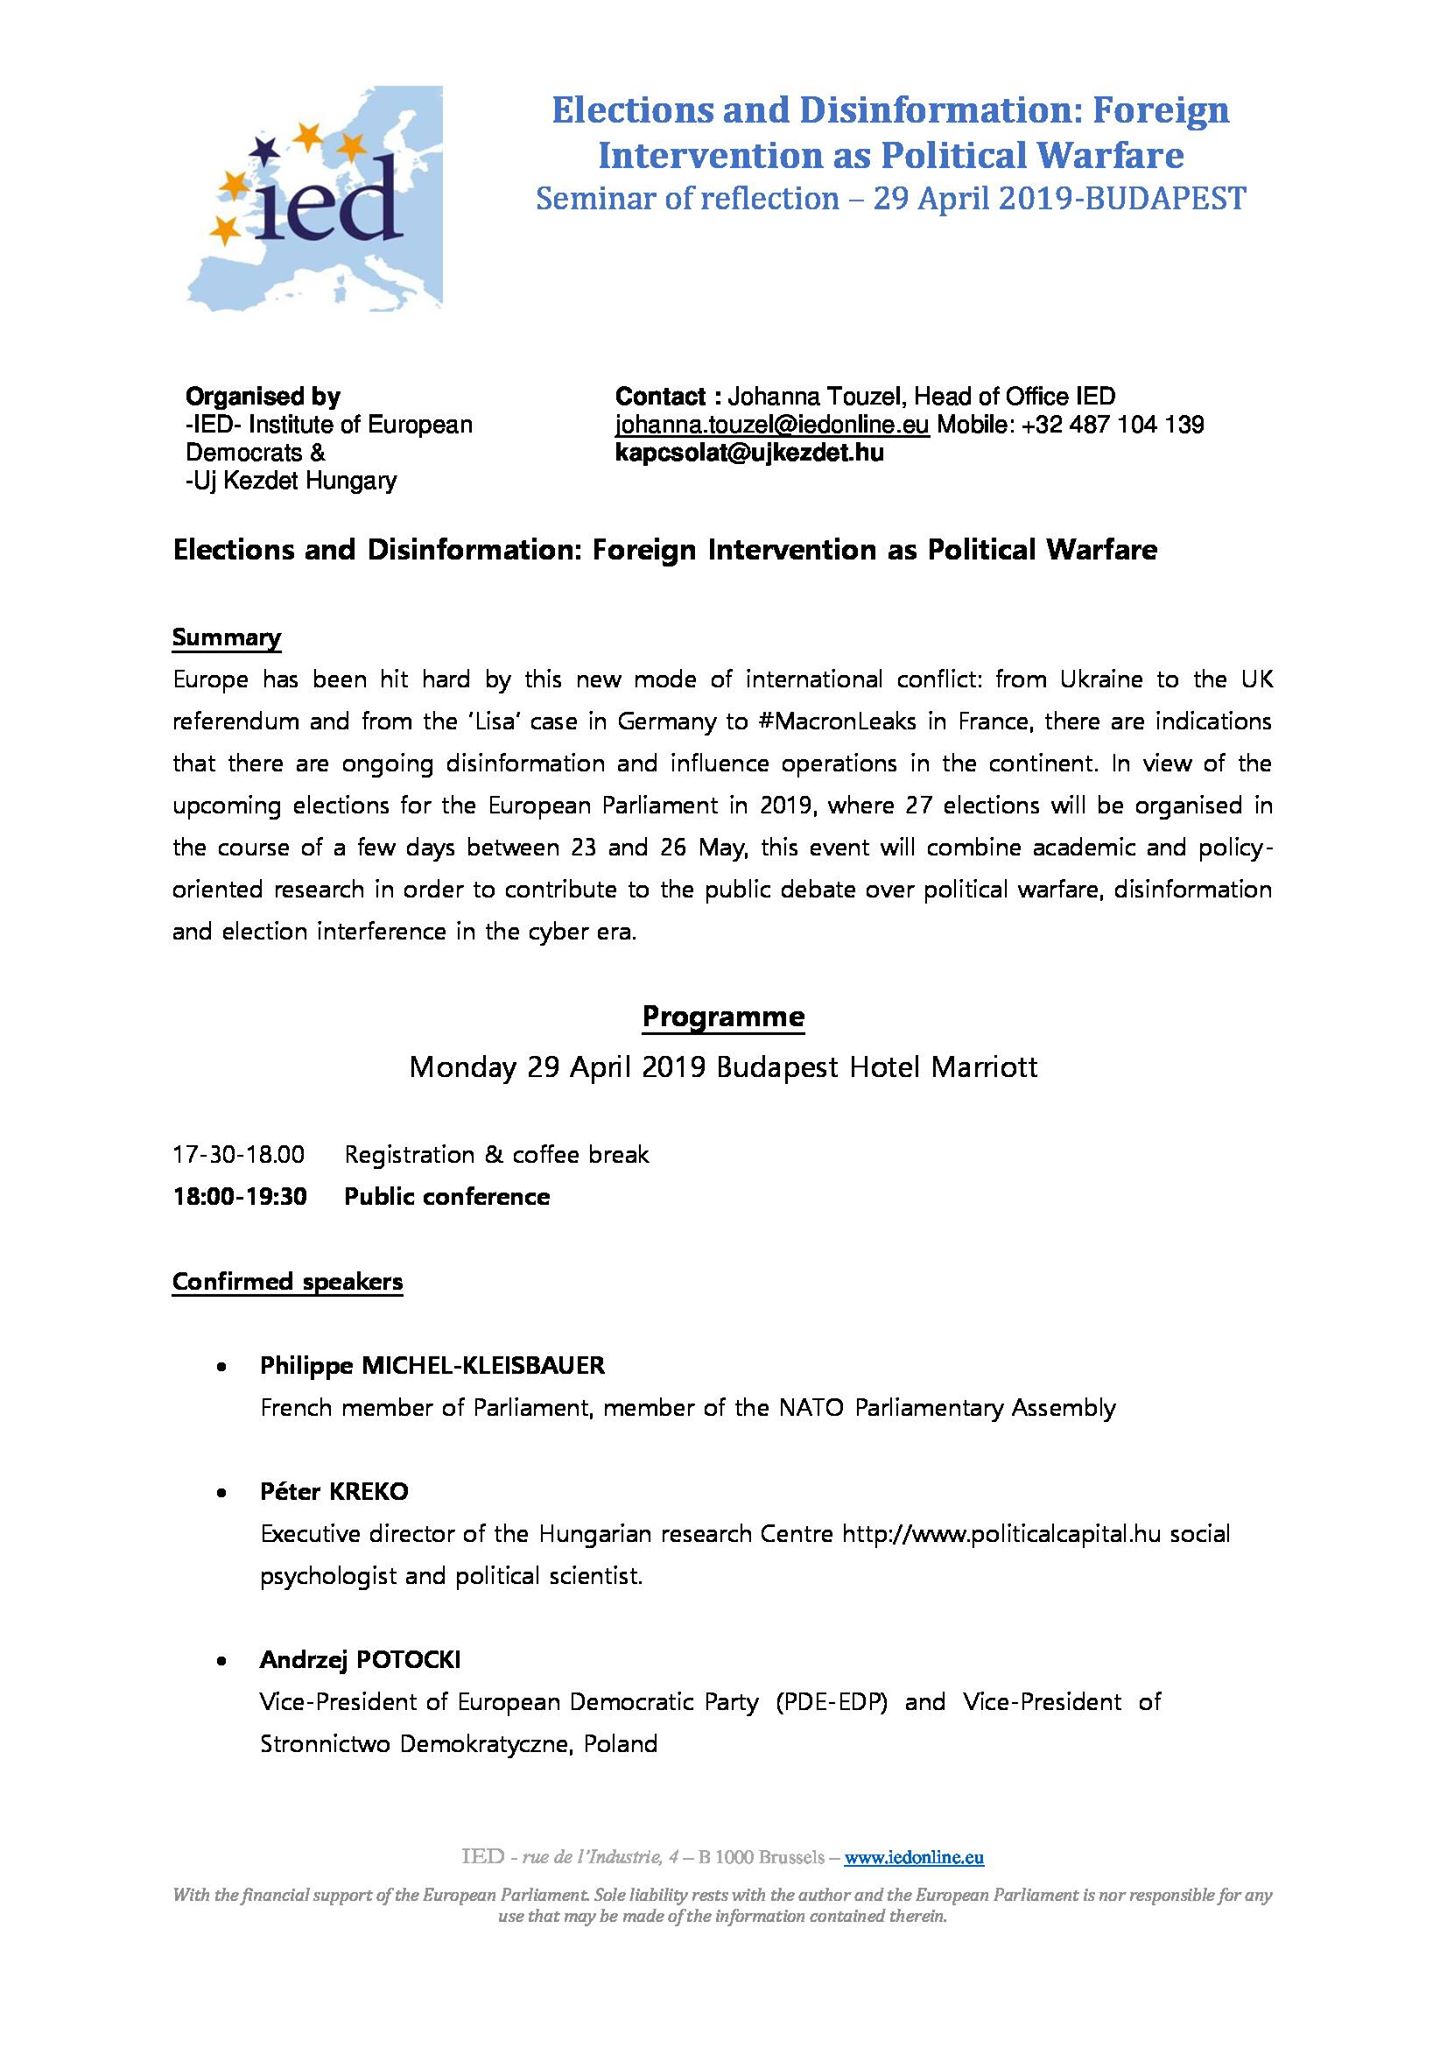 ied
Elections and Disinformation: Foreign
Intervention as Political Warfare
Seminar of reflection – 29 April 2019-BUDAPEST
Organised by
-IED- Institute of European
Democrats &
-Uj Kezdet Hungary
Contact : Johanna Touzel, Head of Office IED
johanna.touzel@iedonline.eu Mobile: +32 487 104 139
kapcsolat@ujkezdet.hu
Elections and Disinformation: Foreign Intervention as Political Warfare
Summary
Europe has been hit hard by this new mode of international conflict: from Ukraine to the UK
referendum and from the ‘Lisa’ case in Germany to #MacronLeaks in France, there are indications
that there are ongoing disinformation and influence operations in the continent. In view of the
upcoming elections for the European Parliament in 2019, where 27 elections will be organised in
the course of a few days between 23 and 26 May, this event will combine academic and policy-
oriented research in order to contribute to the public debate over political warfare, disinformation
and election interference in the cyber era.
Programme
Monday 29 April 2019 Budapest Hotel Marriott
17-30-18.00 Registration & coffee break
18:00-19:30 Public conference
Confirmed speakers
• Philippe MICHEL-KLEISBAUER
French member of Parliament, member of the NATO Parliamentary Assembly
• Péter KREKO
Executive director of the Hungarian research Centre http://www.politicalcapital.hu social
psychologist and political scientist.
• Andrzej POTOCKI
Vice-President of European Democratic Party (PDE-EDP) and Vice-President of
Stronnictwo Demokratyczne, Poland
IED - rue de l’Industrie, 4 – B 1000 Brussels – www.iedonline.eu
With the financial support of the European Parliament. Sole liability rests with the author and the European Parliament is nor responsible for any
use that may be made of the information contained therein.